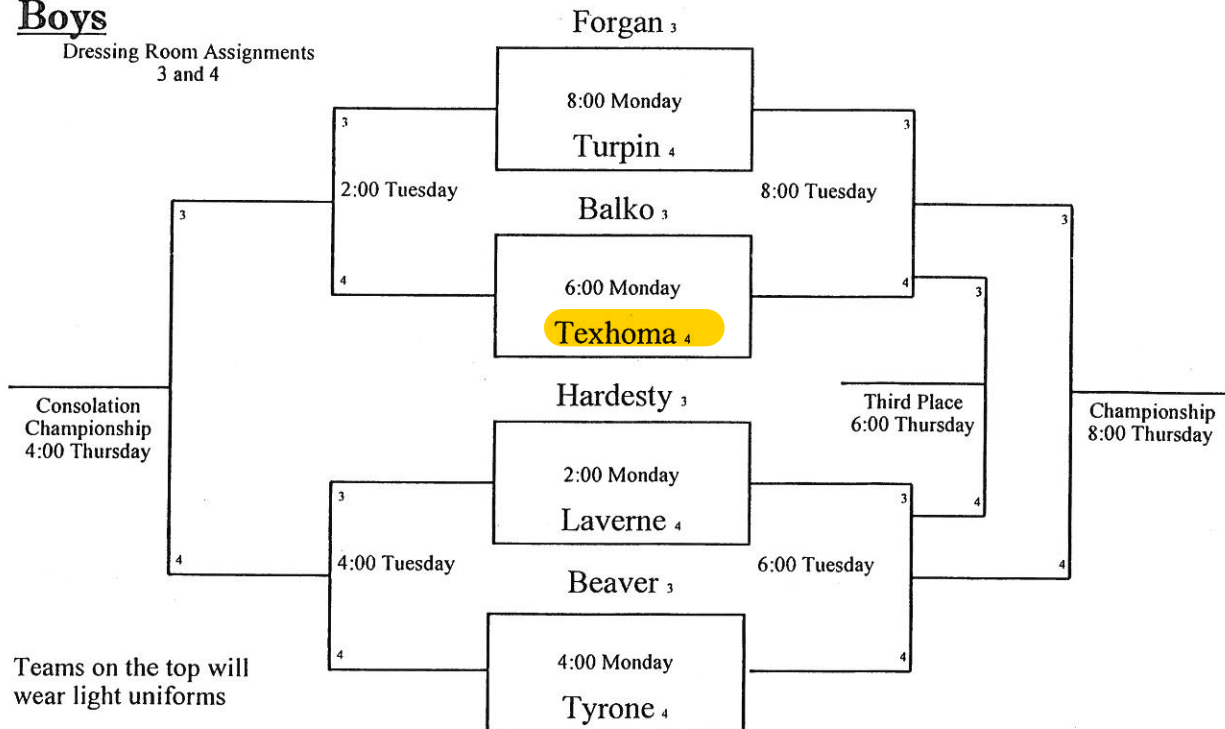 Boys
Dressing Room Assignments
3 and 4
Forgan 3
8:00 Monday
Turpin 4
3
2:00 Tuesday
4
3
8:00 Tuesday
4
Balko 3
6:00 Monday
Texhoma 4
3
4
3
4
3
4
Hardesty 3
Consolation
Championship
4:00 Thursday
Third Place
6:00 Thursday
Championship
8:00 Thursday
2:00 Monday
Laverne 4
3
4:00 Tuesday
4
3
6:00 Tuesday
4
Beaver 3
4:00 Monday
Tyrone 4
Teams on the top will
wear light uniforms